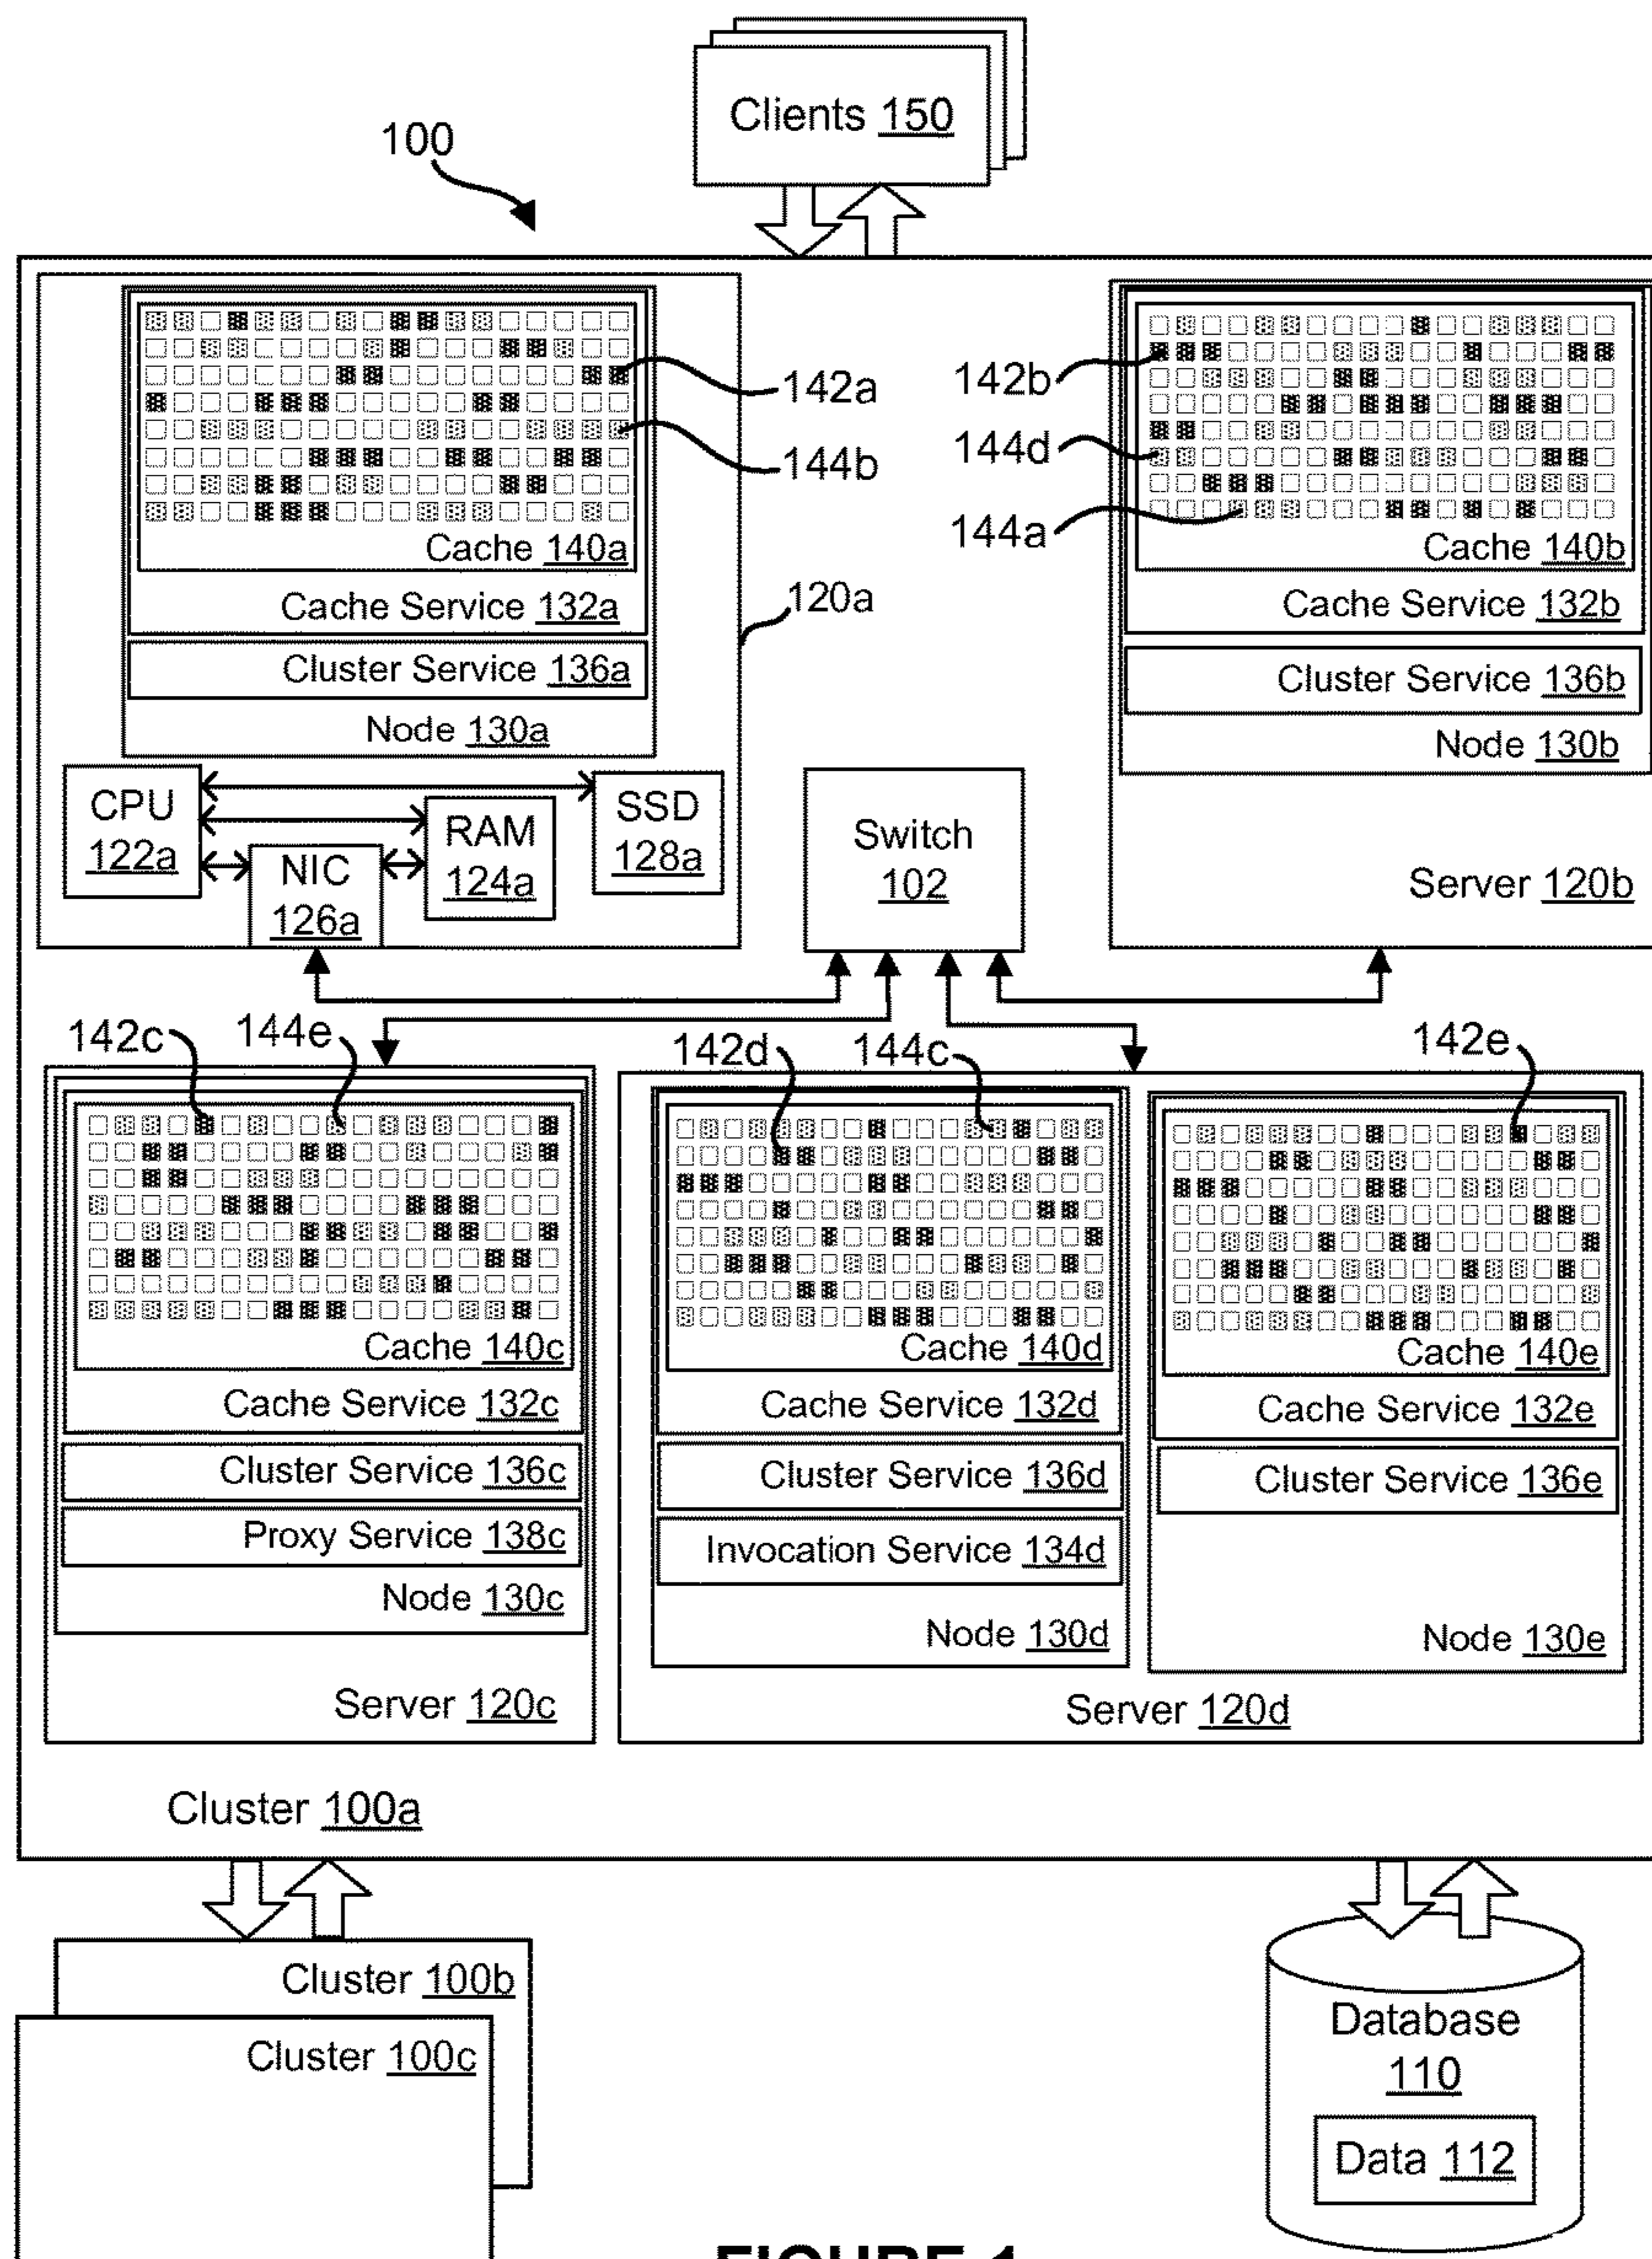 Clients 150
100
142a
144b
Cache 140a
Cache Service 132a
Cluster Service 136a
Node 130a
120a
CPU
122a
NIC
126a
RAM
124a
SSD
128a
142b
144d
144a
Cache 140b
Cache Service 132b
Cluster Service 136b
Node 130b
Server 120b
Switch
102
142c
144e
Cache 140c
Cache Service 132c
Cluster Service 136c
Proxy Service 138c
Node 130c
Server 120c
142d
144c
Cache 140d
Cache Service 132d
Cluster Service 136d
Invocation Service 134d
Node 130d
142e
Cache 140e
Cache Service 132e
Cluster Service 136e
Node 130e
Server 120d
Cluster 100a
Cluster 100b
Cluster 100c
Database
110
Data 112
FIGURE 1